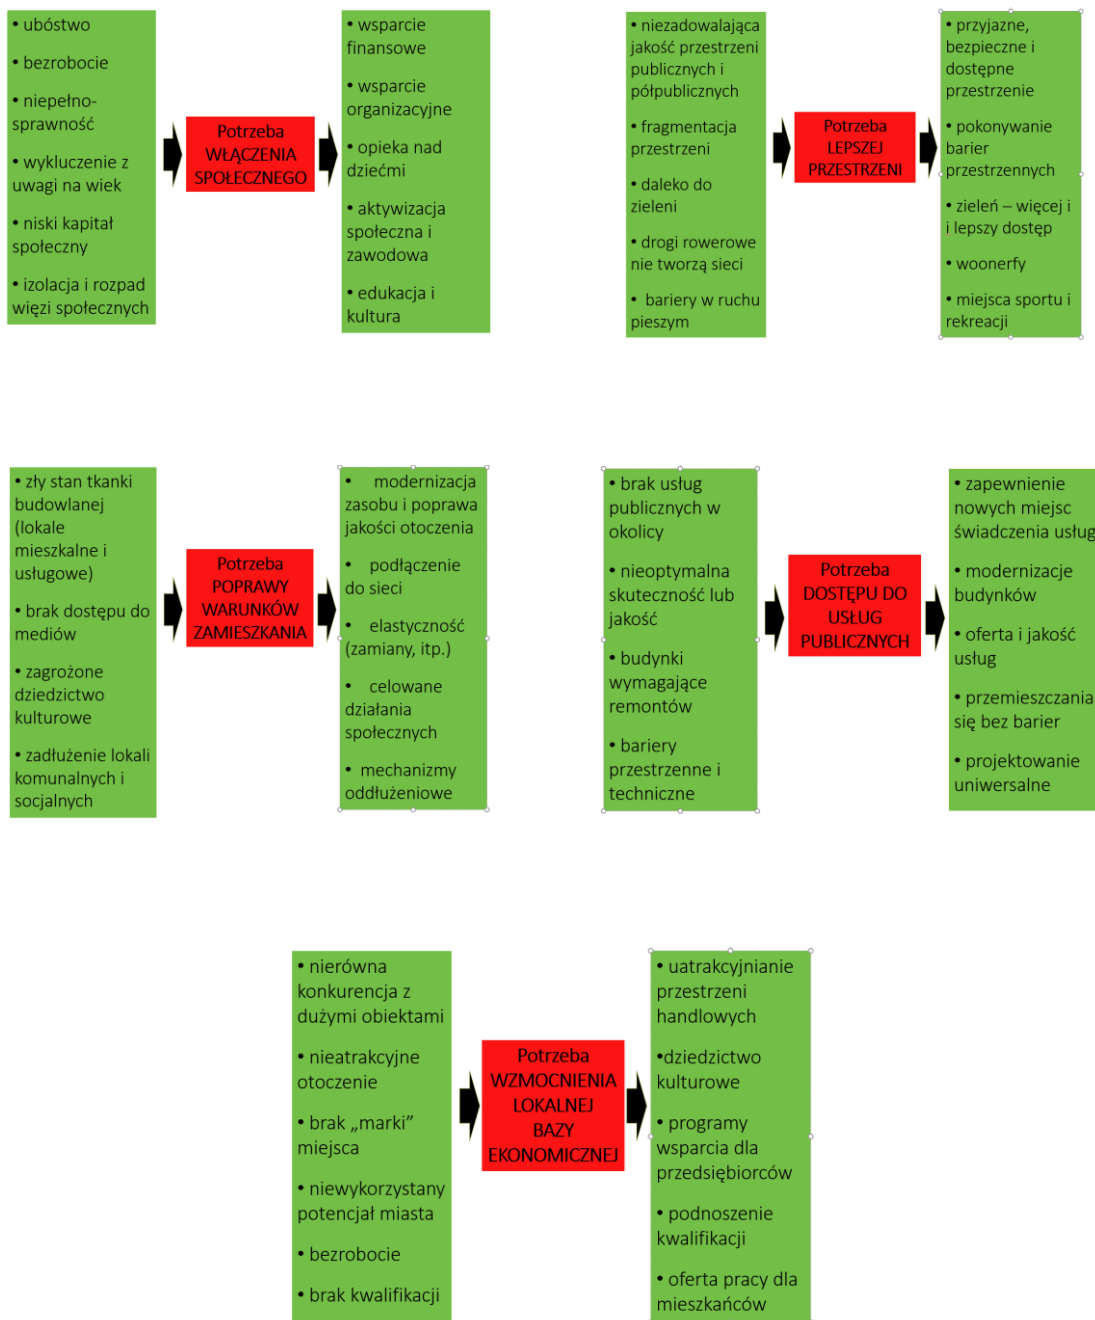 • ubóstwo
• bezrobocie
• niepełno-
sprawność
• wykluczenie z
uwagi na wiek
• niski kapitał
społeczny
• izolacja i rozpad
więzi społecznych
Potrzeba
WŁĄCZENIA
SPOŁECZNEGO
• wsparcie
finansowe
• wsparcie
organizacyjne
• opieka nad
dziećmi
• aktywizacja
społeczna i
zawodowa
• edukacja i
kultura
• niezadowalająca
jakość przestrzeni
publicznych i
półpublicznych
• fragmentacja
przestrzeni
• daleko do
zieleni
• drogi rowerowe
nie tworzą sieci
• bariery w ruchu
pieszym
Potrzeba
LEPSZEJ
PRZESTRZENI
• przyjazne,
bezpieczne i
dostępne
przestrzenie
• pokonywanie
barier
przestrzennych
• zieleń – więcej i
i lepszy dostęp
• woonerfy
• miejsca sportu i
rekreacji
• zły stan tkanki
budowlanej
(lokale
mieszkalne i
usługowe)
• brak dostępu do
mediów
• zagrożone
dziedzictwo
kulturowe
• zadłużenie lokali
komunalnych i
socjalnych
Potrzeba
POPRAWY
WARUNKÓW
ZAMIESZKANIA
• modernizacja
zasobu i poprawa
jakości otoczenia
• podłączenie
do sieci
• elastyczność
(zamiany, itp.)
• celowane
działania
społecznych
• mechanizmy
oddłużeniowe
• brak usług
publicznych w
okolicy
• nieoptymalna
skuteczność lub
jakość
• budynki
wymagające
remontów
• bariery
przestrzenne i
techniczne
Potrzeba
DOSTĘPU DO
USŁUG
PUBLICZNYCH
• zapewnienie
nowych miejsc
świadczenia usług
• modernizacje
budynków
• oferta i jakość
usług
• przemieszczania
się bez barier
• projektowanie
uniwersalne
• nierówna
konkurencja z
dużymi obiektami
• nieatrakcyjne
otoczenie
• brak „marki”
miejsca
• niewykorzystany
potencjał miasta
• bezrobocie
• brak kwalifikacji
Potrzeba
WZMOCNIENIA
LOKALNEJ
BAZY
EKONOMICZNEJ
• uatrakcyjnianie
przestrzeni
handlowych
•dziedzictwo
kulturowe
• programy
wsparcia dla
przedsiębiorców
• podnoszenie
kwalifikacji
• oferta pracy dla
mieszkańców